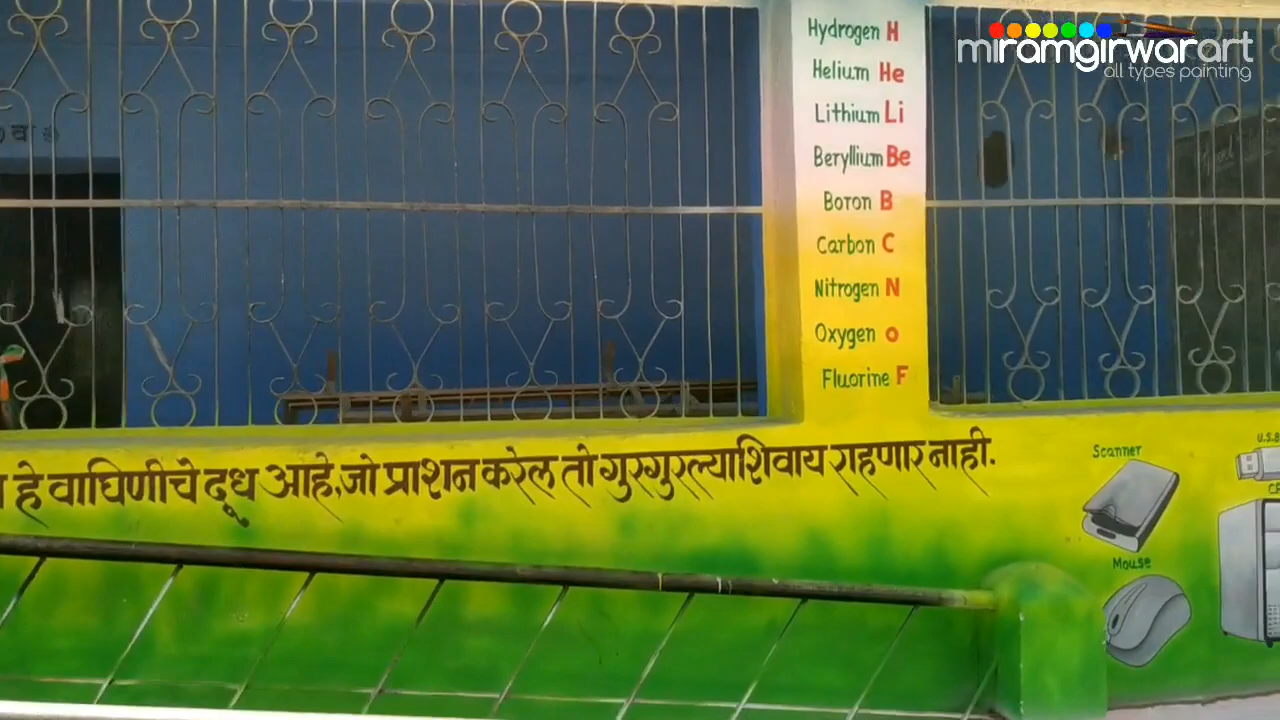 miramgirwarart
all types painting
Hydrogen H
Helium He
Lithium Li
Beryllium Be
Boron B
Carbon C
Nitrogen N
Oxygen O
Fluorine F
हे वाघिणीचे दूध आहे, जो प्राशन करेल तो गुरगुरल्याशिवाय राहणार नाही.
Scanner
Mouse
U.S.B
CP